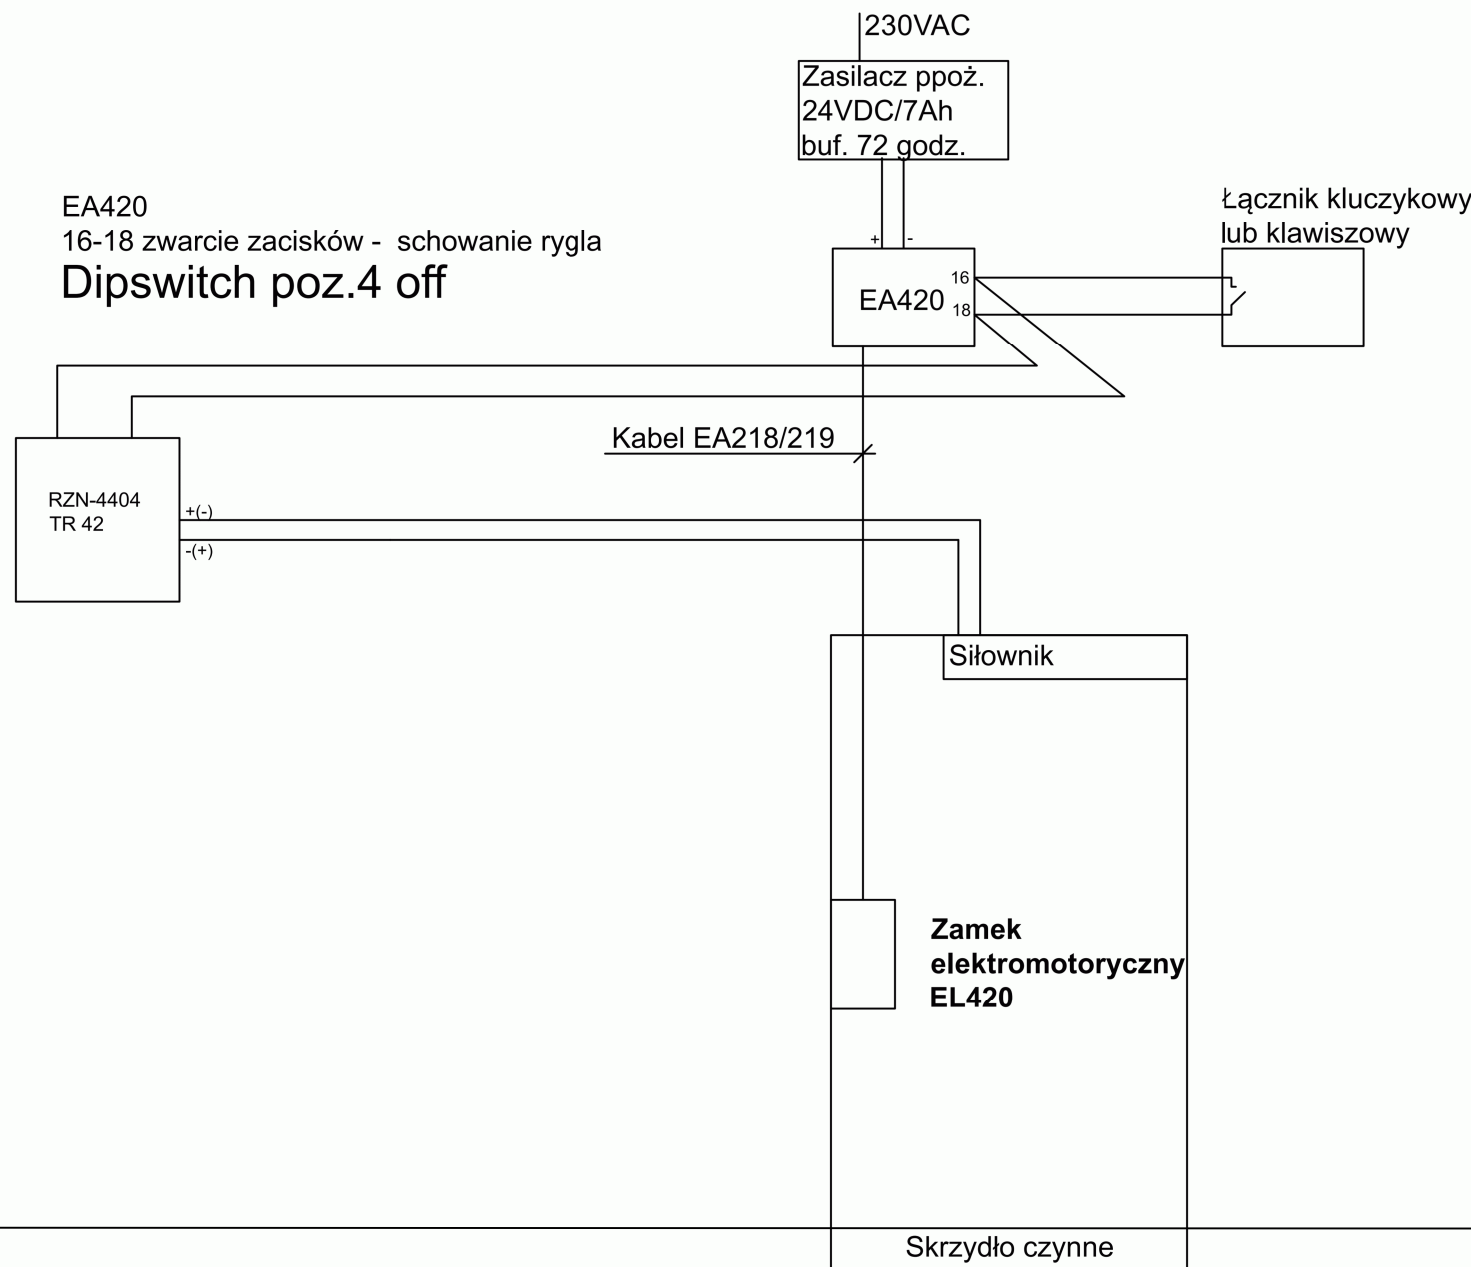 230VAC
Zasilacz ppoż.
24VDC/7Ah
buf. 72 godz.
EA420
16-18 zwarcie zacisków -  schowanie rygla
Dipswitch poz.4 off
Łącznik kluczykowy
lub klawiszowy
+ -
16
EA420
18
Kabel EA218/219
RZN-4404
TR 42
+(-)
-(+)
Siłownik
Zamek
elektromotoryczny
EL420
Skrzydło czynne